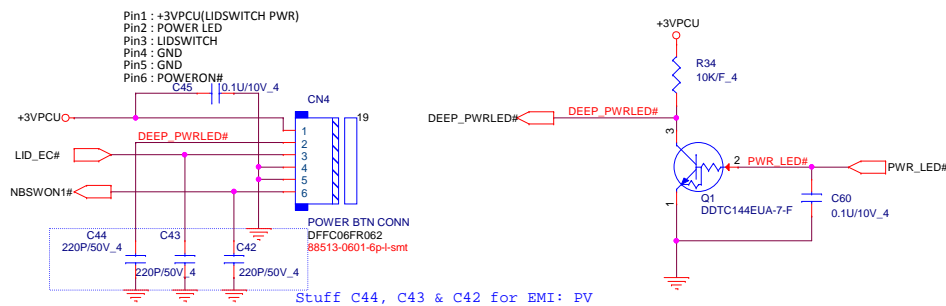 Pin1 : +3VPCU(LIDSWITCH PWR)
Pin2 : POWER LED
Pin3 : LIDSWITCH
Pin4 : GND
Pin5 : GND
Pin6 : POWERON#
C45
0.1U/10V_4
CN4
19
+3VPCU
1
DEEP_PWRLED#
2
LID_EC#
3
4
5
NBSWON1#
6
POWER BTN CONN
DFFC06FR062
88513-0601-6p-l-smt
C44
220P/50V_4
C43
220P/50V_4
C42
220P/50V_4
Stuff C44, C43 & C42 for EMI: PV
+3VPCU
R34
10K/F_4
DEEP_PWRLED#
DEEP_PWRLED#
3
2
PWR_LED#
PWR_LED#
Q1
DDTC144EUA-7-F
1
C60
0.1U/10V_4